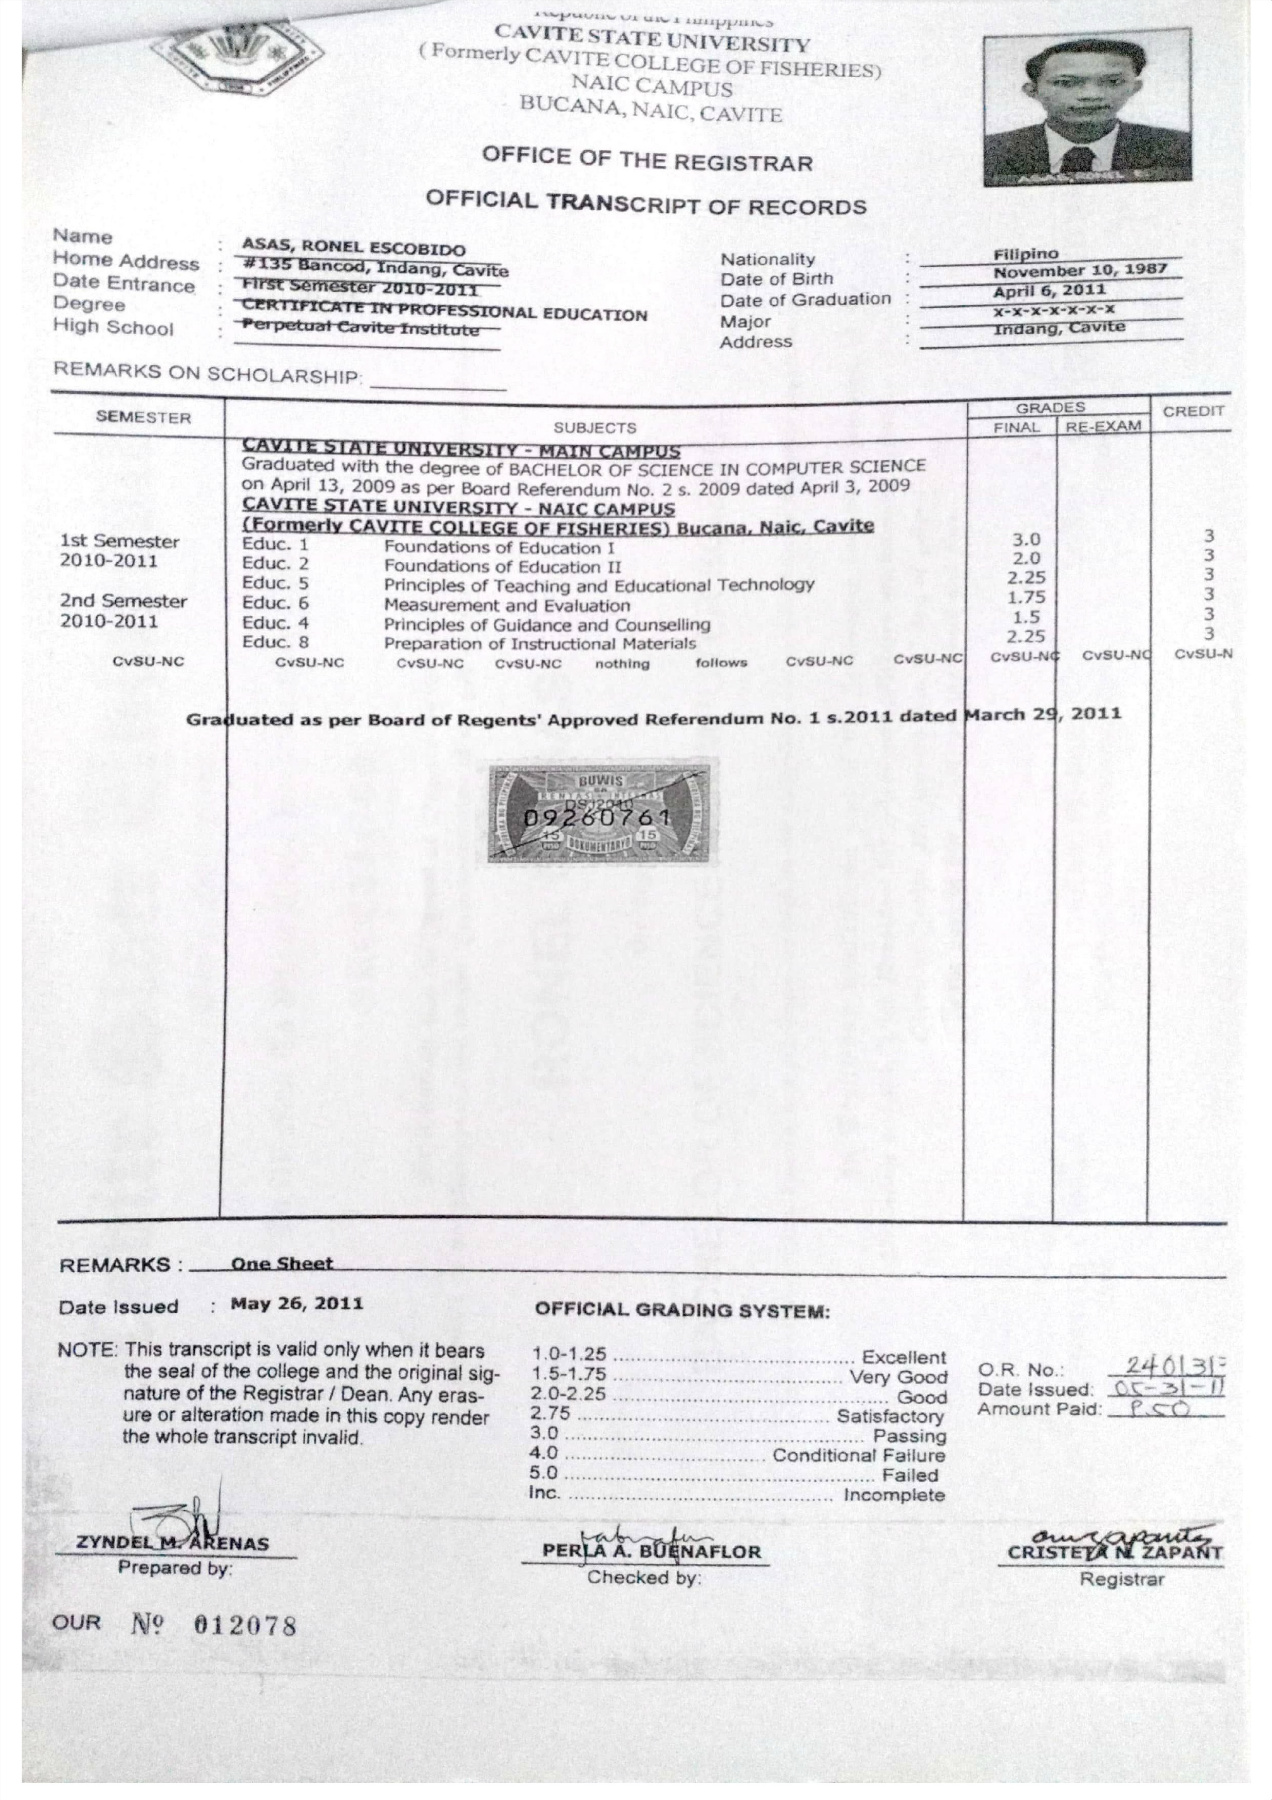 Republic of the Philippines
CAVITE STATE UNIVERSITY
( Formerly CAVITE COLLEGE OF FISHERIES)
NAIC CAMPUS
BUCANA, NAIC, CAVITE
OFFICE OF THE REGISTRAR
OFFICIAL TRANSCRIPT OF RECORDS
ASAS, RONEL E.
Name : ASAS, RONEL ESCOBIDO
Home Address : #135 Bancod, Indang, Cavite
Date Entrance : First Semester 2010-2011
Degree : CERTIFICATE IN PROFESSIONAL EDUCATION
High School : Perpetual Cavite Institute
Nationality : Filipino
Date of Birth : November 10, 1987
Date of Graduation : April 6, 2011
Major : x-x-x-x-x-x-x
Address : Indang, Cavite
REMARKS ON SCHOLARSHIP:
SEMESTER SUBJECTS GRADES CREDIT
FINAL RE-EXAM
CAVITE STATE UNIVERSITY - MAIN CAMPUS
Graduated with the degree of BACHELOR OF SCIENCE IN COMPUTER SCIENCE
on April 13, 2009 as per Board Referendum No. 2 s. 2009 dated April 3, 2009
CAVITE STATE UNIVERSITY - NAIC CAMPUS
(Formerly CAVITE COLLEGE OF FISHERIES) Bucana, Naic, Cavite
1st Semester Educ. 1 Foundations of Education I 3.0 3
2010-2011 Educ. 2 Foundations of Education II 2.0 3
Educ. 5 Principles of Teaching and Educational Technology 2.25 3
2nd Semester Educ. 6 Measurement and Evaluation 1.75 3
2010-2011 Educ. 4 Principles of Guidance and Counselling 1.5 3
Educ. 8 Preparation of Instructional Materials 2.25 3
CvSU-NC CvSU-NC CvSU-NC CvSU-NC nothing follows CvSU-NC CvSU-NC CvSU-NC CvSU-NC CvSU-N
Graduated as per Board of Regents' Approved Referendum No. 1 s.2011 dated March 29, 2011
BUWIS
SA
RENTAS INTERNAS
DSJ2010
09260761
15 15
PISO DOKUMENTARYO PISO
REMARKS : One Sheet
Date Issued : May 26, 2011
NOTE: This transcript is valid only when it bears
the seal of the college and the original sig-
nature of the Registrar / Dean. Any eras-
ure or alteration made in this copy render
the whole transcript invalid.
OFFICIAL GRADING SYSTEM:
1.0-1.25 ........ Excellent
1.5-1.75 ........ Very Good
2.0-2.25 ........ Good
2.75 ........ Satisfactory
3.0 ........ Passing
4.0 ........ Conditional Failure
5.0 ........ Failed
Inc. ........ Incomplete
O.R. No.: 240131
Date Issued: 05-31-11
Amount Paid: P50
ZYNDEL M. ARENAS
Prepared by:
PERLA A. BUENAFLOR
Checked by:
CRISTETA N. ZAPANT
Registrar
OUR Nº 012078